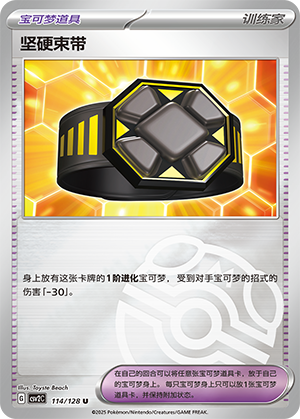 宝可梦道具 训练家
坚硬束带
身上放有这张卡牌的1阶进化宝可梦，受到对手宝可梦的招式的
伤害「-30」。
Illus. Toyste Beach
在自己的回合可以将任意张宝可梦道具卡，放于自己
的宝可梦身上。每只宝可梦身上只可以放1张宝可梦道
具卡，并保持附加状态。
G CSV2C 114/128 U
©2025 Pokémon/Nintendo/Creatures/GAME FREAK.